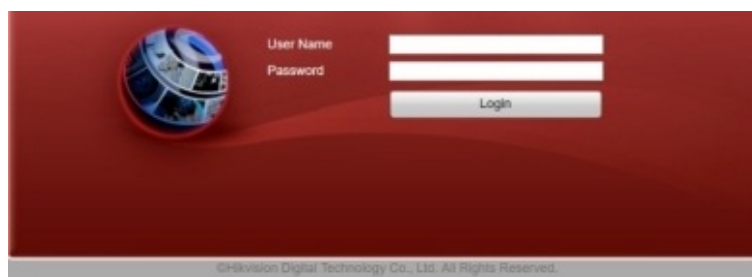 User Name
Password
Login
©Hikvision Digital Technology Co., Ltd. All Rights Reserved.